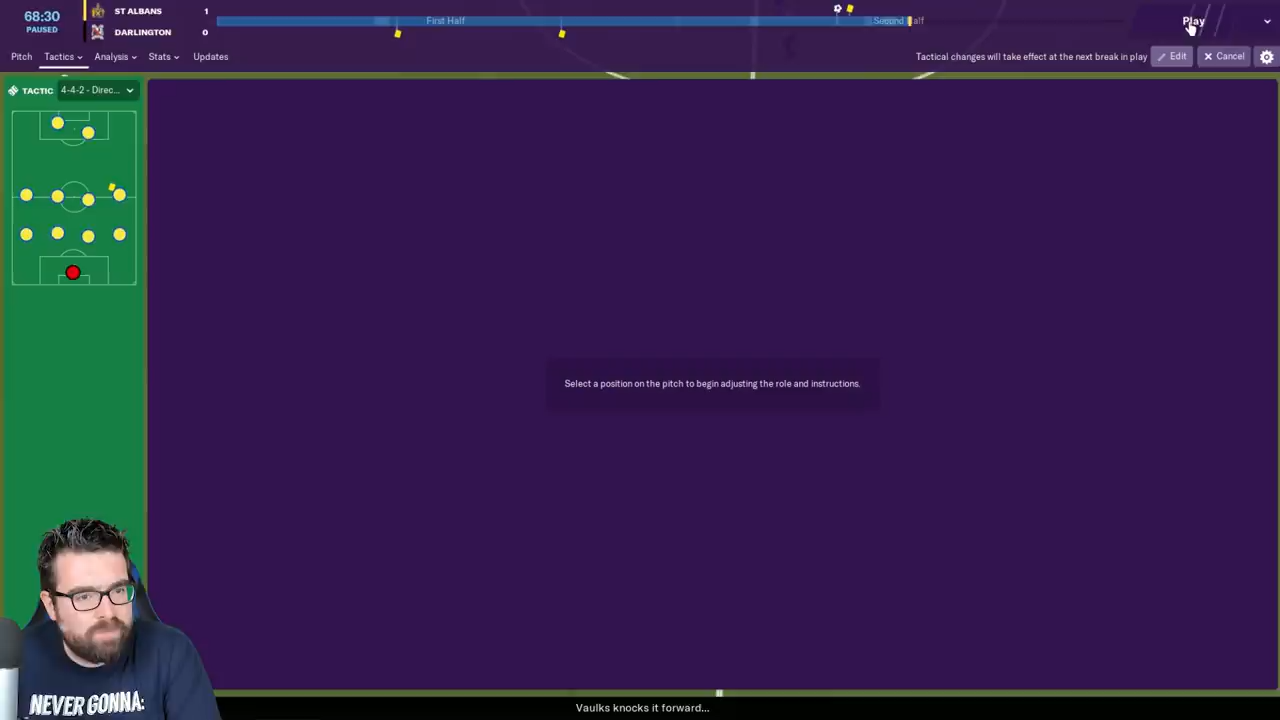 68:30
PAUSED
ST ALBANS 1
DARLINGTON 0
First Half
Second Half
Play
Pitch Tactics Analysis Stats Updates
Tactical changes will take effect at the next break in play Edit Cancel
TACTIC 4-4-2 - Direc...
Select a position on the pitch to begin adjusting the role and instructions.
NEVER GONNA:
Vaulks knocks it forward...